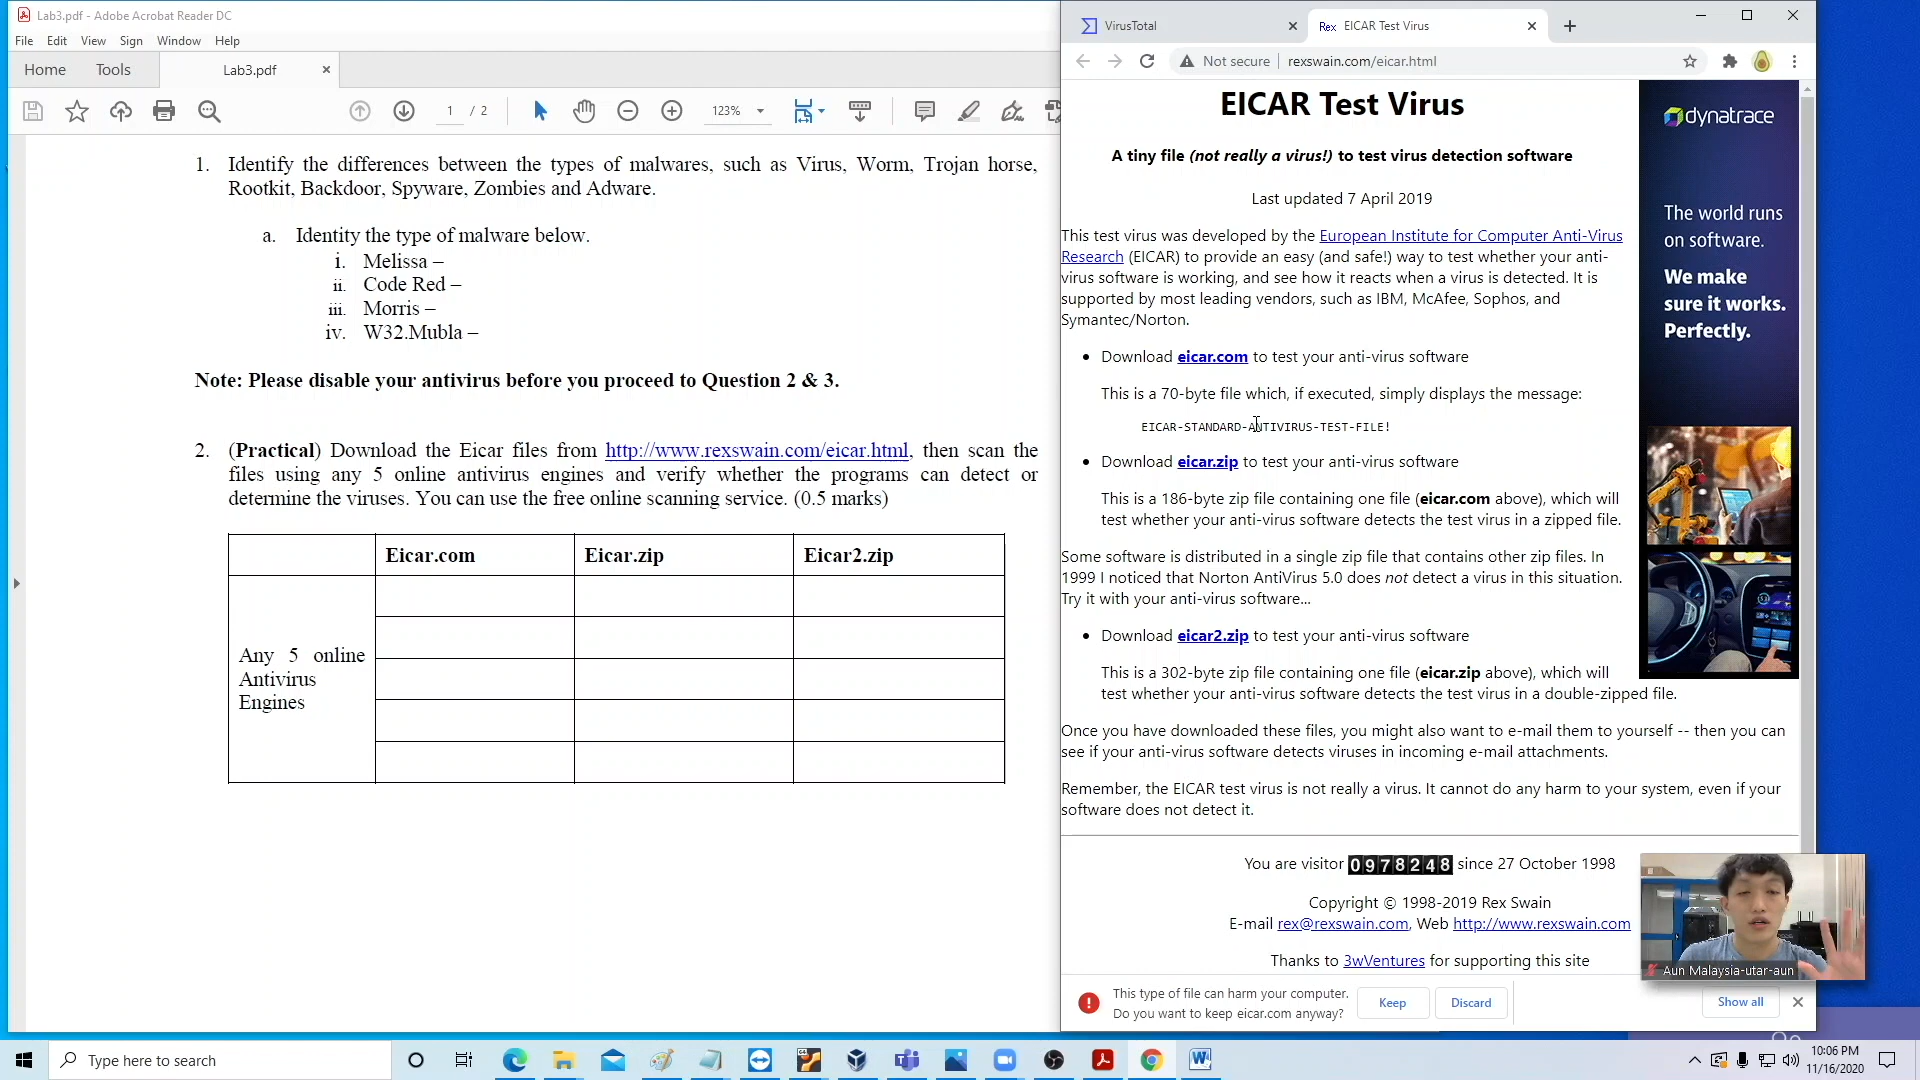 Lab3.pdf - Adobe Acrobat Reader DC
File Edit View Sign Window Help
Home Tools Lab3.pdf
1 / 2 123%
1. Identify the differences between the types of malwares, such as Virus, Worm, Trojan horse,
Rootkit, Backdoor, Spyware, Zombies and Adware.
a. Identity the type of malware below.
i. Melissa –
ii. Code Red –
iii. Morris –
iv. W32.Mubla –
Note: Please disable your antivirus before you proceed to Question 2 & 3.
2. (Practical) Download the Eicar files from http://www.rexswain.com/eicar.html, then scan the
files using any 5 online antivirus engines and verify whether the programs can detect or
determine the viruses. You can use the free online scanning service. (0.5 marks)
Eicar.com Eicar.zip Eicar2.zip
Any 5 online
Antivirus
Engines
VirusTotal Rex EICAR Test Virus
Not secure rexswain.com/eicar.html
EICAR Test Virus
A tiny file (not really a virus!) to test virus detection software
Last updated 7 April 2019
This test virus was developed by the European Institute for Computer Anti-Virus
Research (EICAR) to provide an easy (and safe!) way to test whether your anti-
virus software is working, and see how it reacts when a virus is detected. It is
supported by most leading vendors, such as IBM, McAfee, Sophos, and
Symantec/Norton.
• Download eicar.com to test your anti-virus software
This is a 70-byte file which, if executed, simply displays the message:
EICAR-STANDARD-ANTIVIRUS-TEST-FILE!
• Download eicar.zip to test your anti-virus software
This is a 186-byte zip file containing one file (eicar.com above), which will
test whether your anti-virus software detects the test virus in a zipped file.
Some software is distributed in a single zip file that contains other zip files. In
1999 I noticed that Norton AntiVirus 5.0 does not detect a virus in this situation.
Try it with your anti-virus software...
• Download eicar2.zip to test your anti-virus software
This is a 302-byte zip file containing one file (eicar.zip above), which will
test whether your anti-virus software detects the test virus in a double-zipped file.
Once you have downloaded these files, you might also want to e-mail them to yourself -- then you can
see if your anti-virus software detects viruses in incoming e-mail attachments.
Remember, the EICAR test virus is not really a virus. It cannot do any harm to your system, even if your
software does not detect it.
You are visitor 0978248 since 27 October 1998
Copyright © 1998-2019 Rex Swain
E-mail rex@rexswain.com, Web http://www.rexswain.com
Thanks to 3wVentures for supporting this site
dynatrace
The world runs
on software.
We make
sure it works.
Perfectly.
Aun Malaysia-utar-aun
This type of file can harm your computer.
Do you want to keep eicar.com anyway?
Keep Discard Show all
Type here to search
10:06 PM
11/16/2020